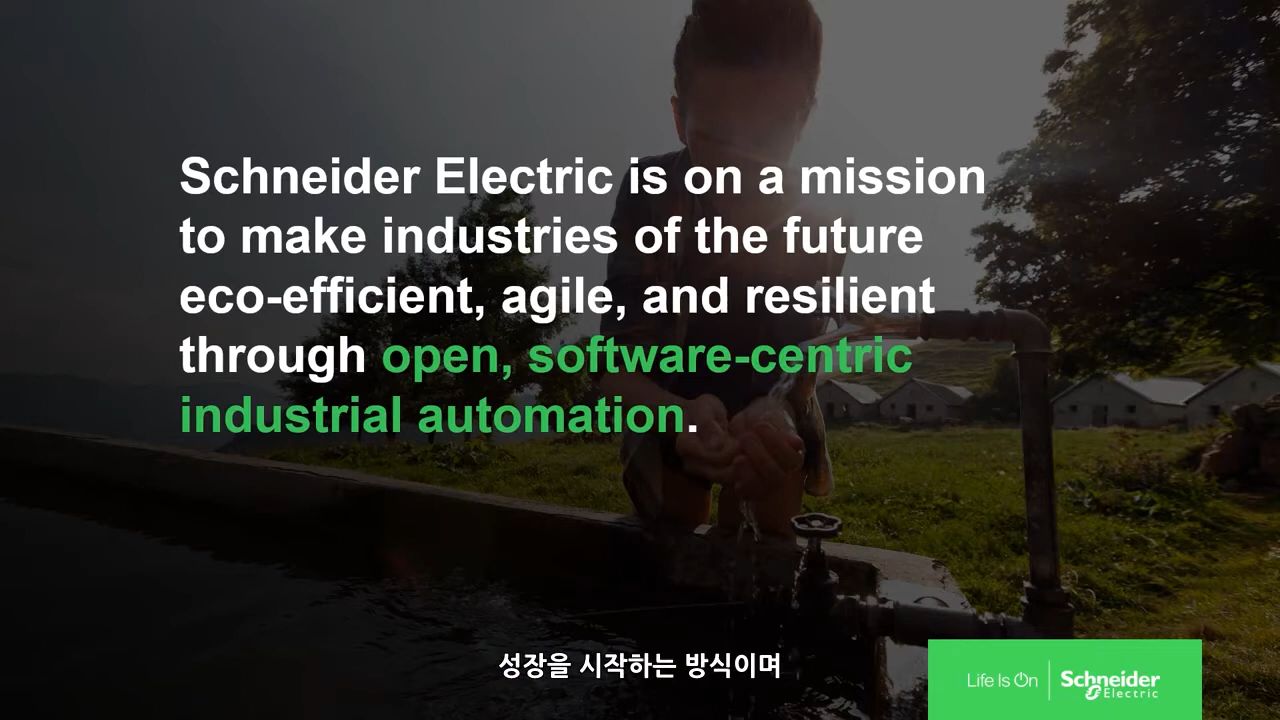 Schneider Electric is on a mission
to make industries of the future
eco-efficient, agile, and resilient
through open, software-centric
industrial automation.
성장을 시작하는 방식이며
Life Is On
Schneider
Electric